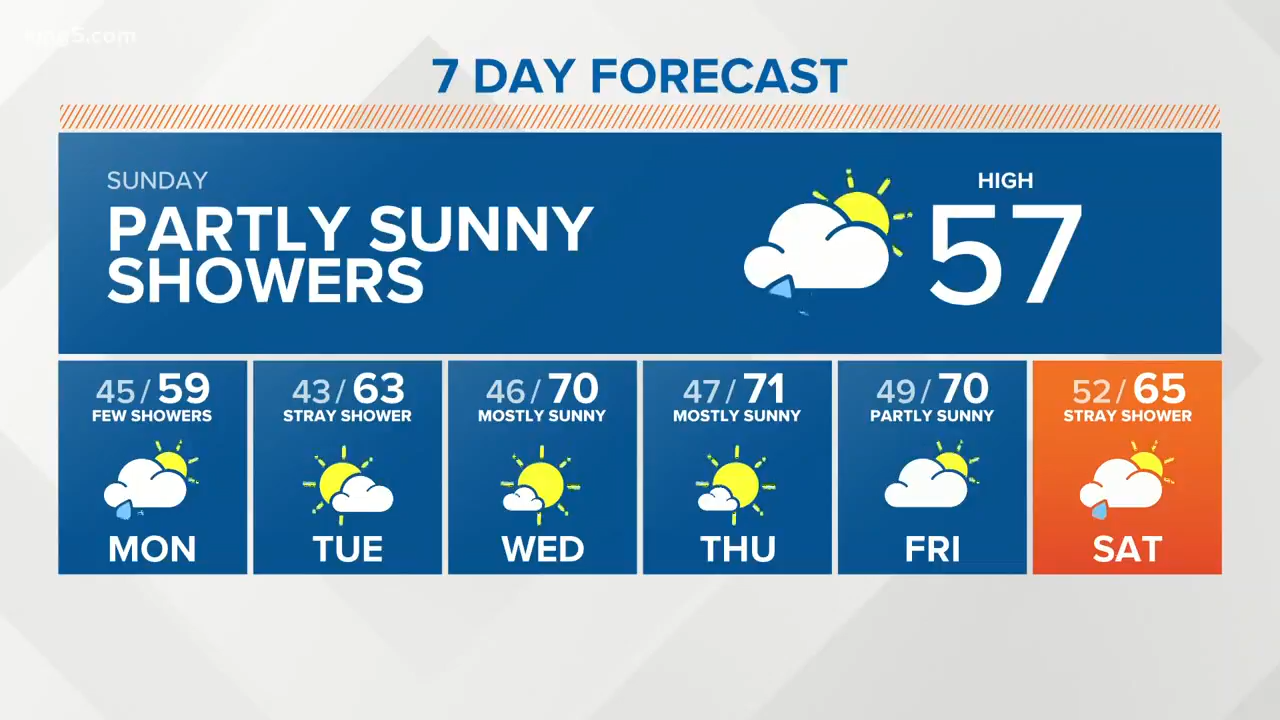 7 DAY FORECAST
SUNDAY
PARTLY SUNNY
SHOWERS
HIGH
57
45 / 59
FEW SHOWERS
MON
43 / 63
STRAY SHOWER
TUE
46 / 70
MOSTLY SUNNY
WED
47 / 71
MOSTLY SUNNY
THU
49 / 70
PARTLY SUNNY
FRI
52 / 65
STRAY SHOWER
SAT